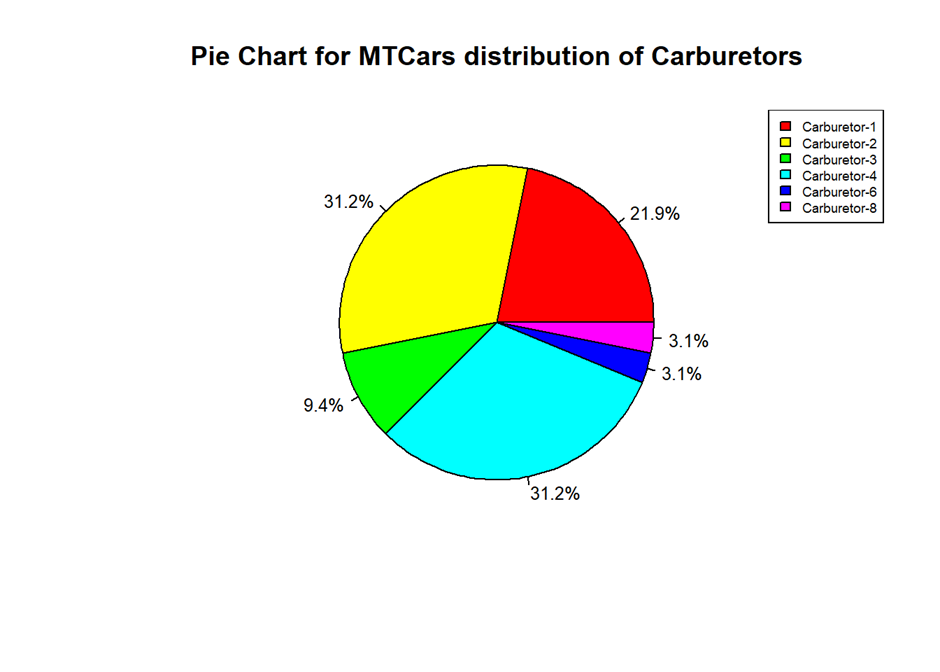 Pie Chart for MTCars distribution of Carburetors
Carburetor-1
Carburetor-2
Carburetor-3
Carburetor-4
Carburetor-6
Carburetor-8
31.2%
21.9%
3.1%
3.1%
9.4%
31.2%